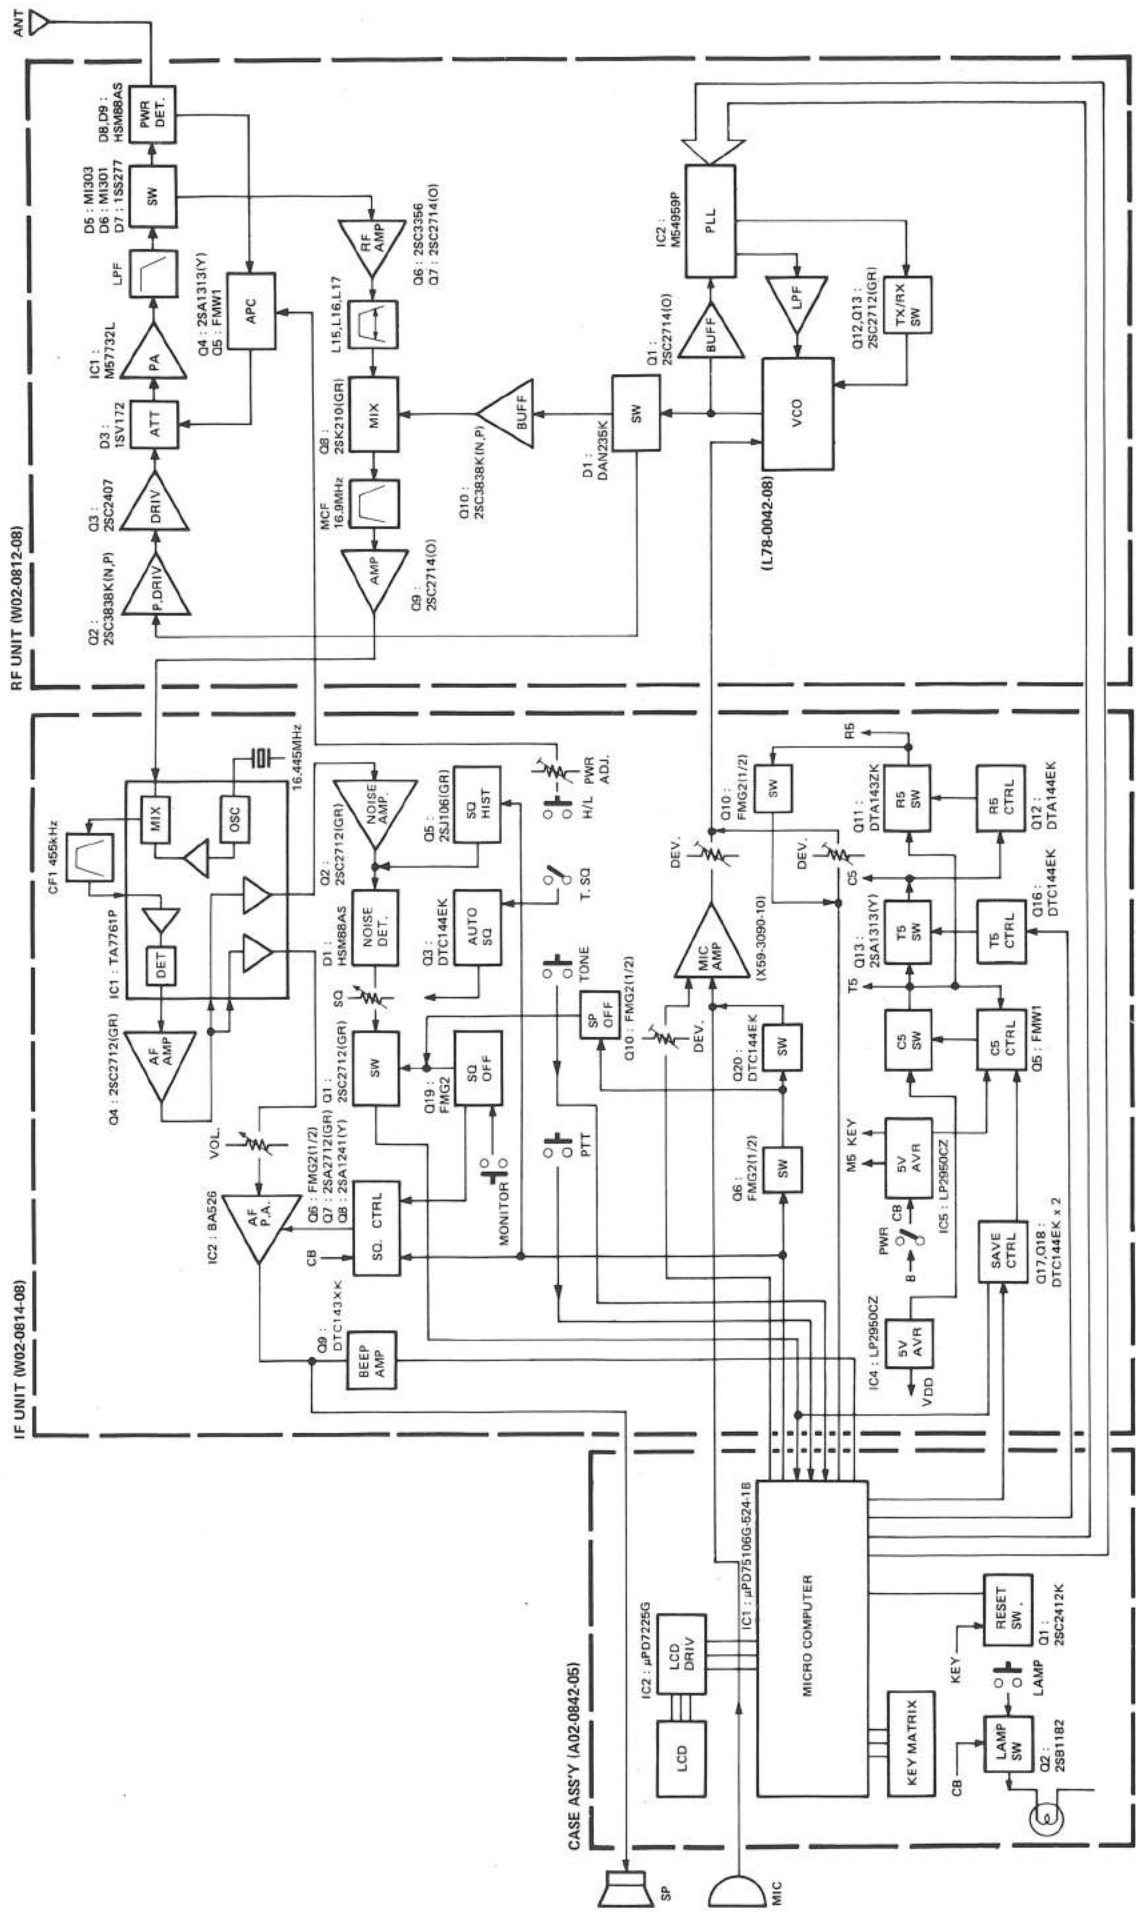 ANT
RF UNIT (W02-0812-08)
Q2 :
2SC3838K(N,P)
P,DRIV
Q3 :
2SC2407
DRIV
D3 :
1SV172
ATT
IC1 :
M57732L
PA
LPF
D5 : MI303
D6 : MI301
D7 : 1SS277
SW
D8,D9 :
HSM88AS
PWR
DET.
Q4 : 2SA1313(Y)
Q5 : FMW1
APC
RF
AMP
Q6 : 2SC3356
Q7 : 2SC2714(O)
L15,L16,L17
Q8 :
2SK210(GR)
MIX
MCF
16.9MHz
AMP
Q9 :
2SC2714(O)
BUFF
Q10 :
2SC3838K(N,P)
SW
D1 :
DAN235K
Q1 :
2SC2714(O)
BUFF
IC2 :
M54959P
PLL
LPF
Q12,Q13 :
2SC2712(GR)
TX/RX
SW
VCO
(L78-0042-08)
IF UNIT (W02-0814-08)
CF1 455kHz
MIX
OSC
16.445MHz
DET
IC1 : TA7761P
Q4 : 2SC2712(GR)
AF
AMP
VOL.
IC2 : BA526
AF
P.A.
Q2 :
2SC2712(GR)
NOISE
AMP.
D1 :
HSM88AS
NOISE
DET.
SQ
Q1 :
2SC2712(GR)
SW
Q6 : FMG2(1/2)
Q7 : 2SA2712(GR)
Q8 : 2SA1241(Y)
SQ. CTRL
CB
Q9 :
DTC143XK
BEEP
AMP
Q5 :
2SJ106(GR)
SQ
HIST
Q3 :
DTC144EK
AUTO
SQ
Q19 :
FMG2
SQ
OFF
MONITOR
PWR
ADJ.
H/L
T. SQ
TONE
PTT
SP
OFF
Q10 : FMG2(1/2)
DEV.
MIC
AMP
(X59-3090-10)
DEV.
DEV.
Q20 :
DTC144EK
SW
Q6 :
FMG2(1/2)
SW
Q10 :
FMG2(1/2)
SW
R5
Q11 :
DTA143ZK
R5
SW
R5
CTRL
Q12 :
DTA144EK
C5
Q13 :
2SA1313(Y)
T5
SW
T5
CTRL
Q16 :
DTC144EK
T5
C5
SW
C5
CTRL
Q5 : FMW1
M5 KEY
5V
AVR
IC5 : LP2950CZ
CB
PWR
B
IC4 : LP2950CZ
5V
AVR
VDD
SAVE
CTRL
Q17,Q18 :
DTC144EK x 2
CASE ASS'Y (A02-0842-05)
IC2 : μPD7225G
LCD
DRIV
LCD
IC1 : μPD75106G-524-1B
MICRO COMPUTER
KEY MATRIX
KEY
RESET
SW .
Q1 :
2SC2412K
LAMP
CB
LAMP
SW
Q2 :
2SB1182
SP
MIC